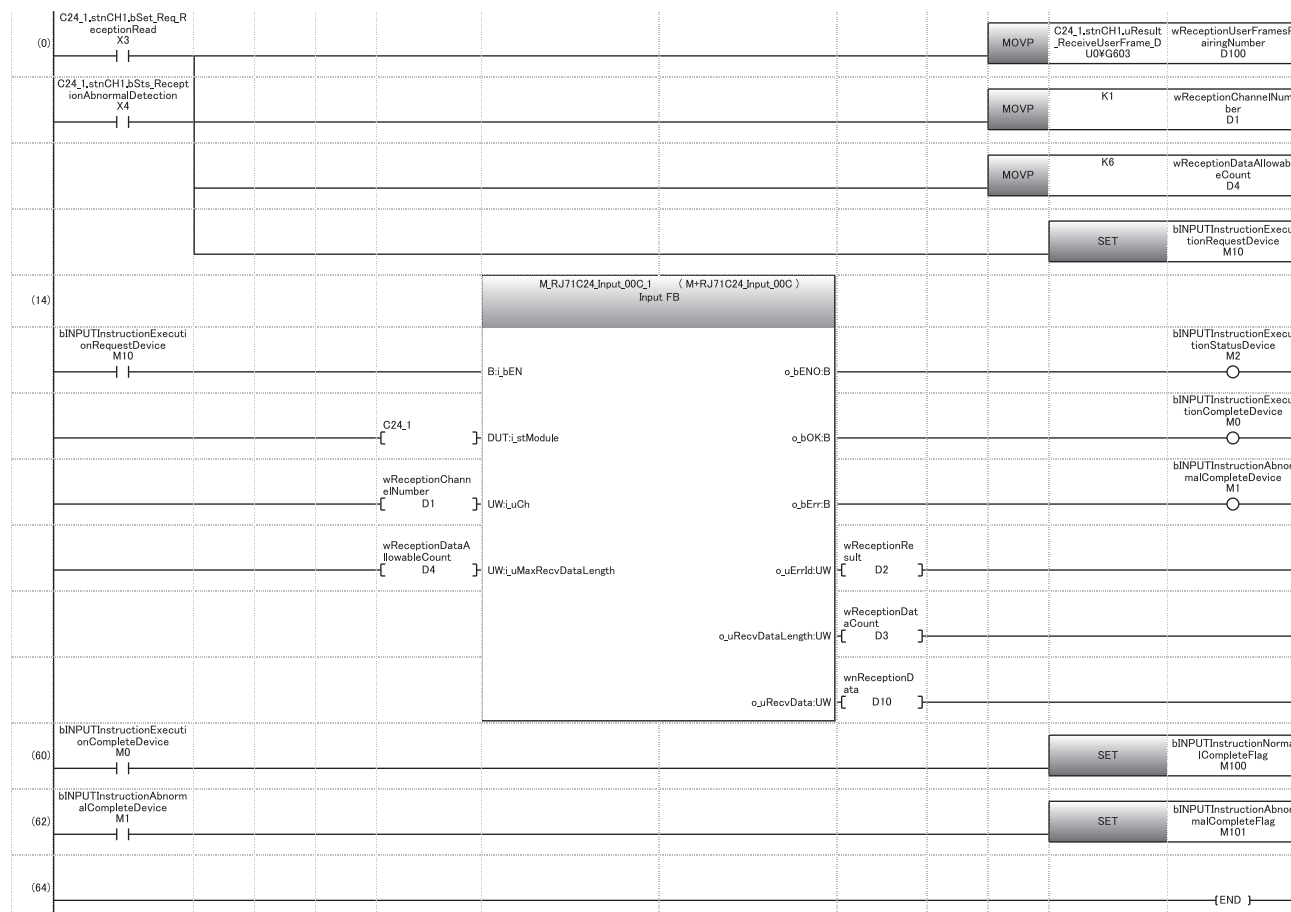 C24_1.stnCH1.bSet_Req_R
eceptionRead
X3
(0)
MOVP
C24_1.stnCH1.uResult
_ReceiveUserFrame_D
U0¥G603
wReceptionUserFramesP
airingNumber
D100
C24_1.stnCH1.bSts_Recept
ionAbnormalDetection
X4
MOVP
K1
wReceptionChannelNum
ber
D1
MOVP
K6
wReceptionDataAllowab
eCount
D4
SET
bINPUTInstructionExecu
tionRequestDevice
M10
(14)
M_RJ71C24_Input_00C_1 ( M+RJ71C24_Input_00C )
Input FB
bINPUTInstructionExecuti
onRequestDevice
M10
B:i_bEN
o_bENO:B
bINPUTInstructionExecu
tionStatusDevice
M2
C24_1
DUT:i_stModule
o_bOK:B
bINPUTInstructionExecu
tionCompleteDevice
M0
wReceptionChann
elNumber
D1
UW:i_uCh
o_bErr:B
bINPUTInstructionAbnor
malCompleteDevice
M1
wReceptionDataA
llowableCount
D4
UW:i_uMaxRecvDataLength
o_uErrId:UW
wReceptionRe
sult
D2
o_uRecvDataLength:UW
wReceptionDat
aCount
D3
o_uRecvData:UW
wnReceptionD
ata
D10
bINPUTInstructionExecuti
onCompleteDevice
M0
(60)
SET
bINPUTInstructionNorma
lCompleteFlag
M100
bINPUTInstructionAbnorm
alCompleteDevice
M1
(62)
SET
bINPUTInstructionAbnor
malCompleteFlag
M101
(64)
END